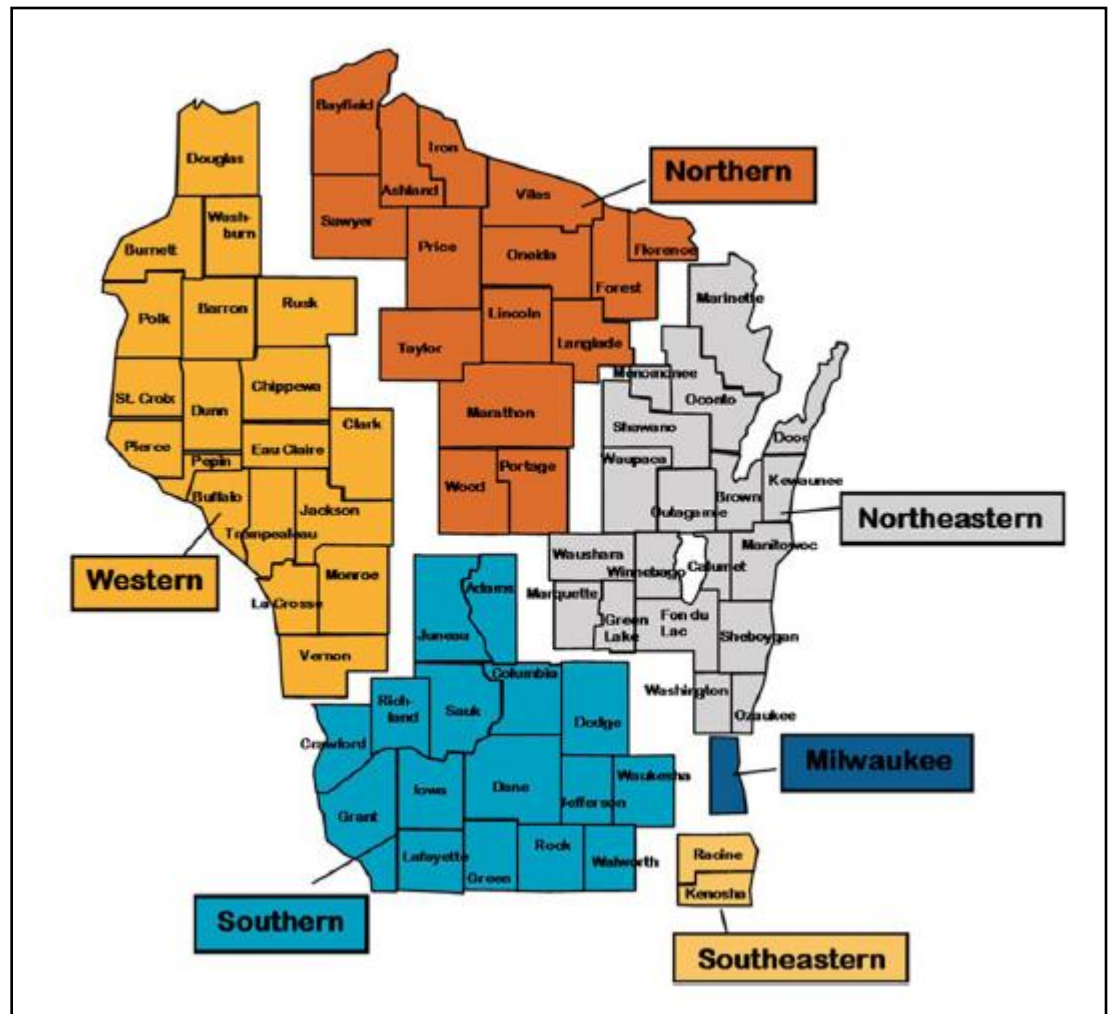 Bayfield
Iron
Douglas
Northern
Ashland
Vilas
Sawyer
Wash-
burn
Burnett
Price
Oneida
Florence
Forest
Marinette
Rusk
Barron
Polk
Lincoln
Taylor
Langlade
Menomonee
Chippewa
Oconto
St. Croix
Dunn
Marathon
Clark
Shawano
Door
Pierce
Eau Claire
Pepin
Waupaca
Portage
Wood
Kewaunee
Buffalo
Brown
Jackson
Outagamie
Northeastern
Trempealeau
Manitowoc
Waushara
Calumet
Winnebago
Western
Monroe
Adams
Marquette
La Crosse
Fon du
Lac
Green
Lake
Juneau
Sheboygan
Vernon
Columbia
Washington
Rich-
land
Sauk
Ozaukee
Dodge
Crawford
Milwaukee
Waukesha
Iowa
Dane
Jefferson
Grant
Rock
Lafayette
Walworth
Green
Racine
Kenosha
Southern
Southeastern